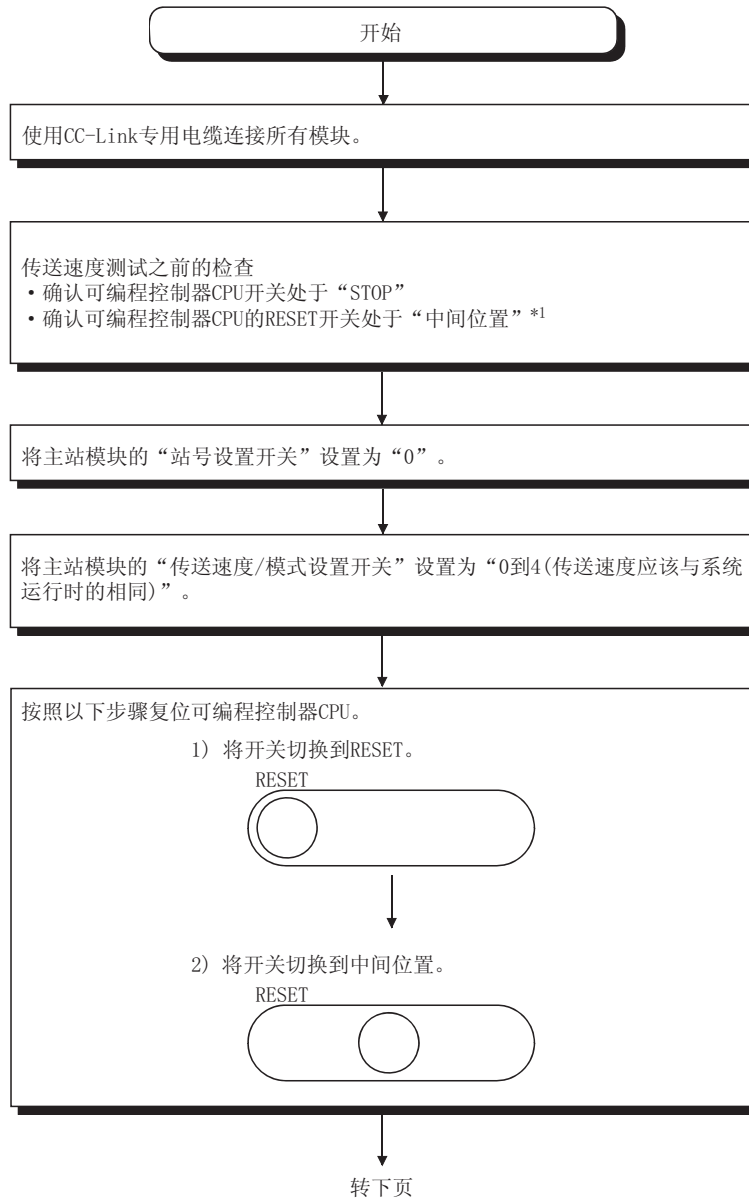 开始
使用CC-Link专用电缆连接所有模块。
传送速度测试之前的检查
・确认可编程控制器CPU开关处于“STOP”
・确认可编程控制器CPU的RESET开关处于“中间位置”*1
将主站模块的“站号设置开关”设置为“0”。
将主站模块的“传送速度/模式设置开关”设置为“0到4(传送速度应该与系统
运行时的相同)”。
按照以下步骤复位可编程控制器CPU。
1) 将开关切换到RESET。
RESET
2) 将开关切换到中间位置。
RESET
转下页